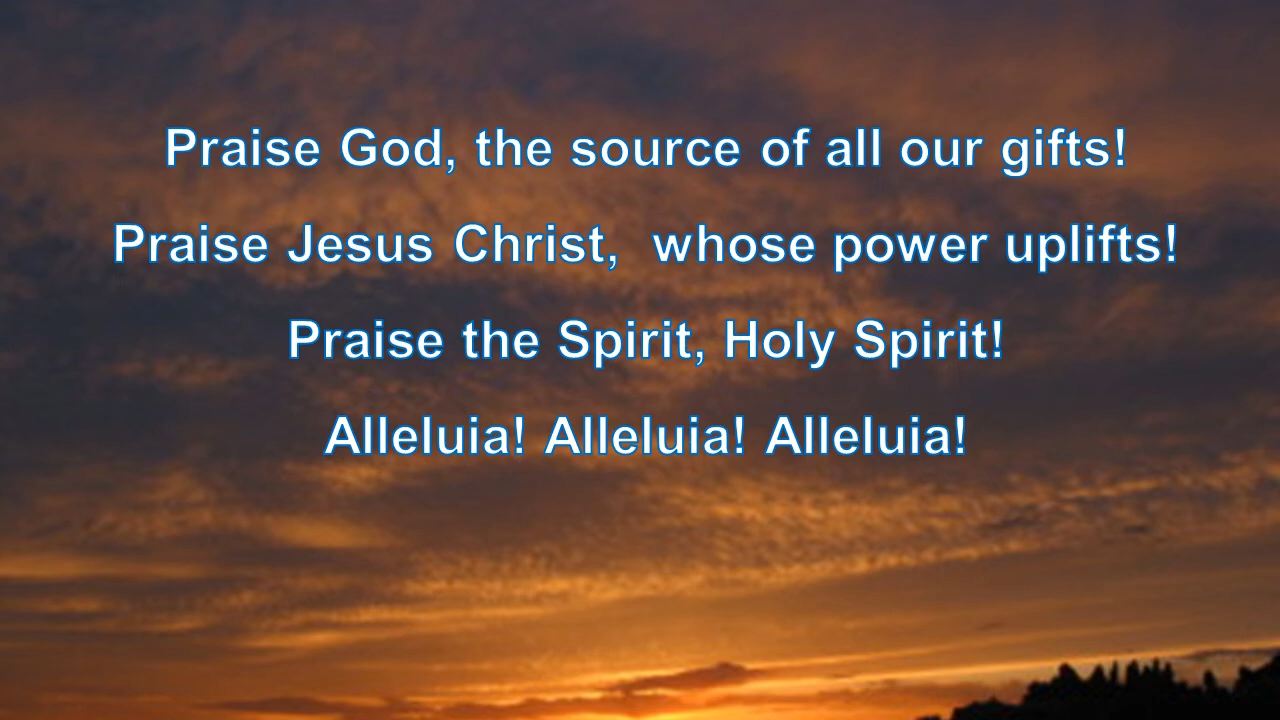 Praise God, the source of all our gifts!
Praise Jesus Christ,  whose power uplifts!
Praise the Spirit, Holy Spirit!
Alleluia! Alleluia! Alleluia!